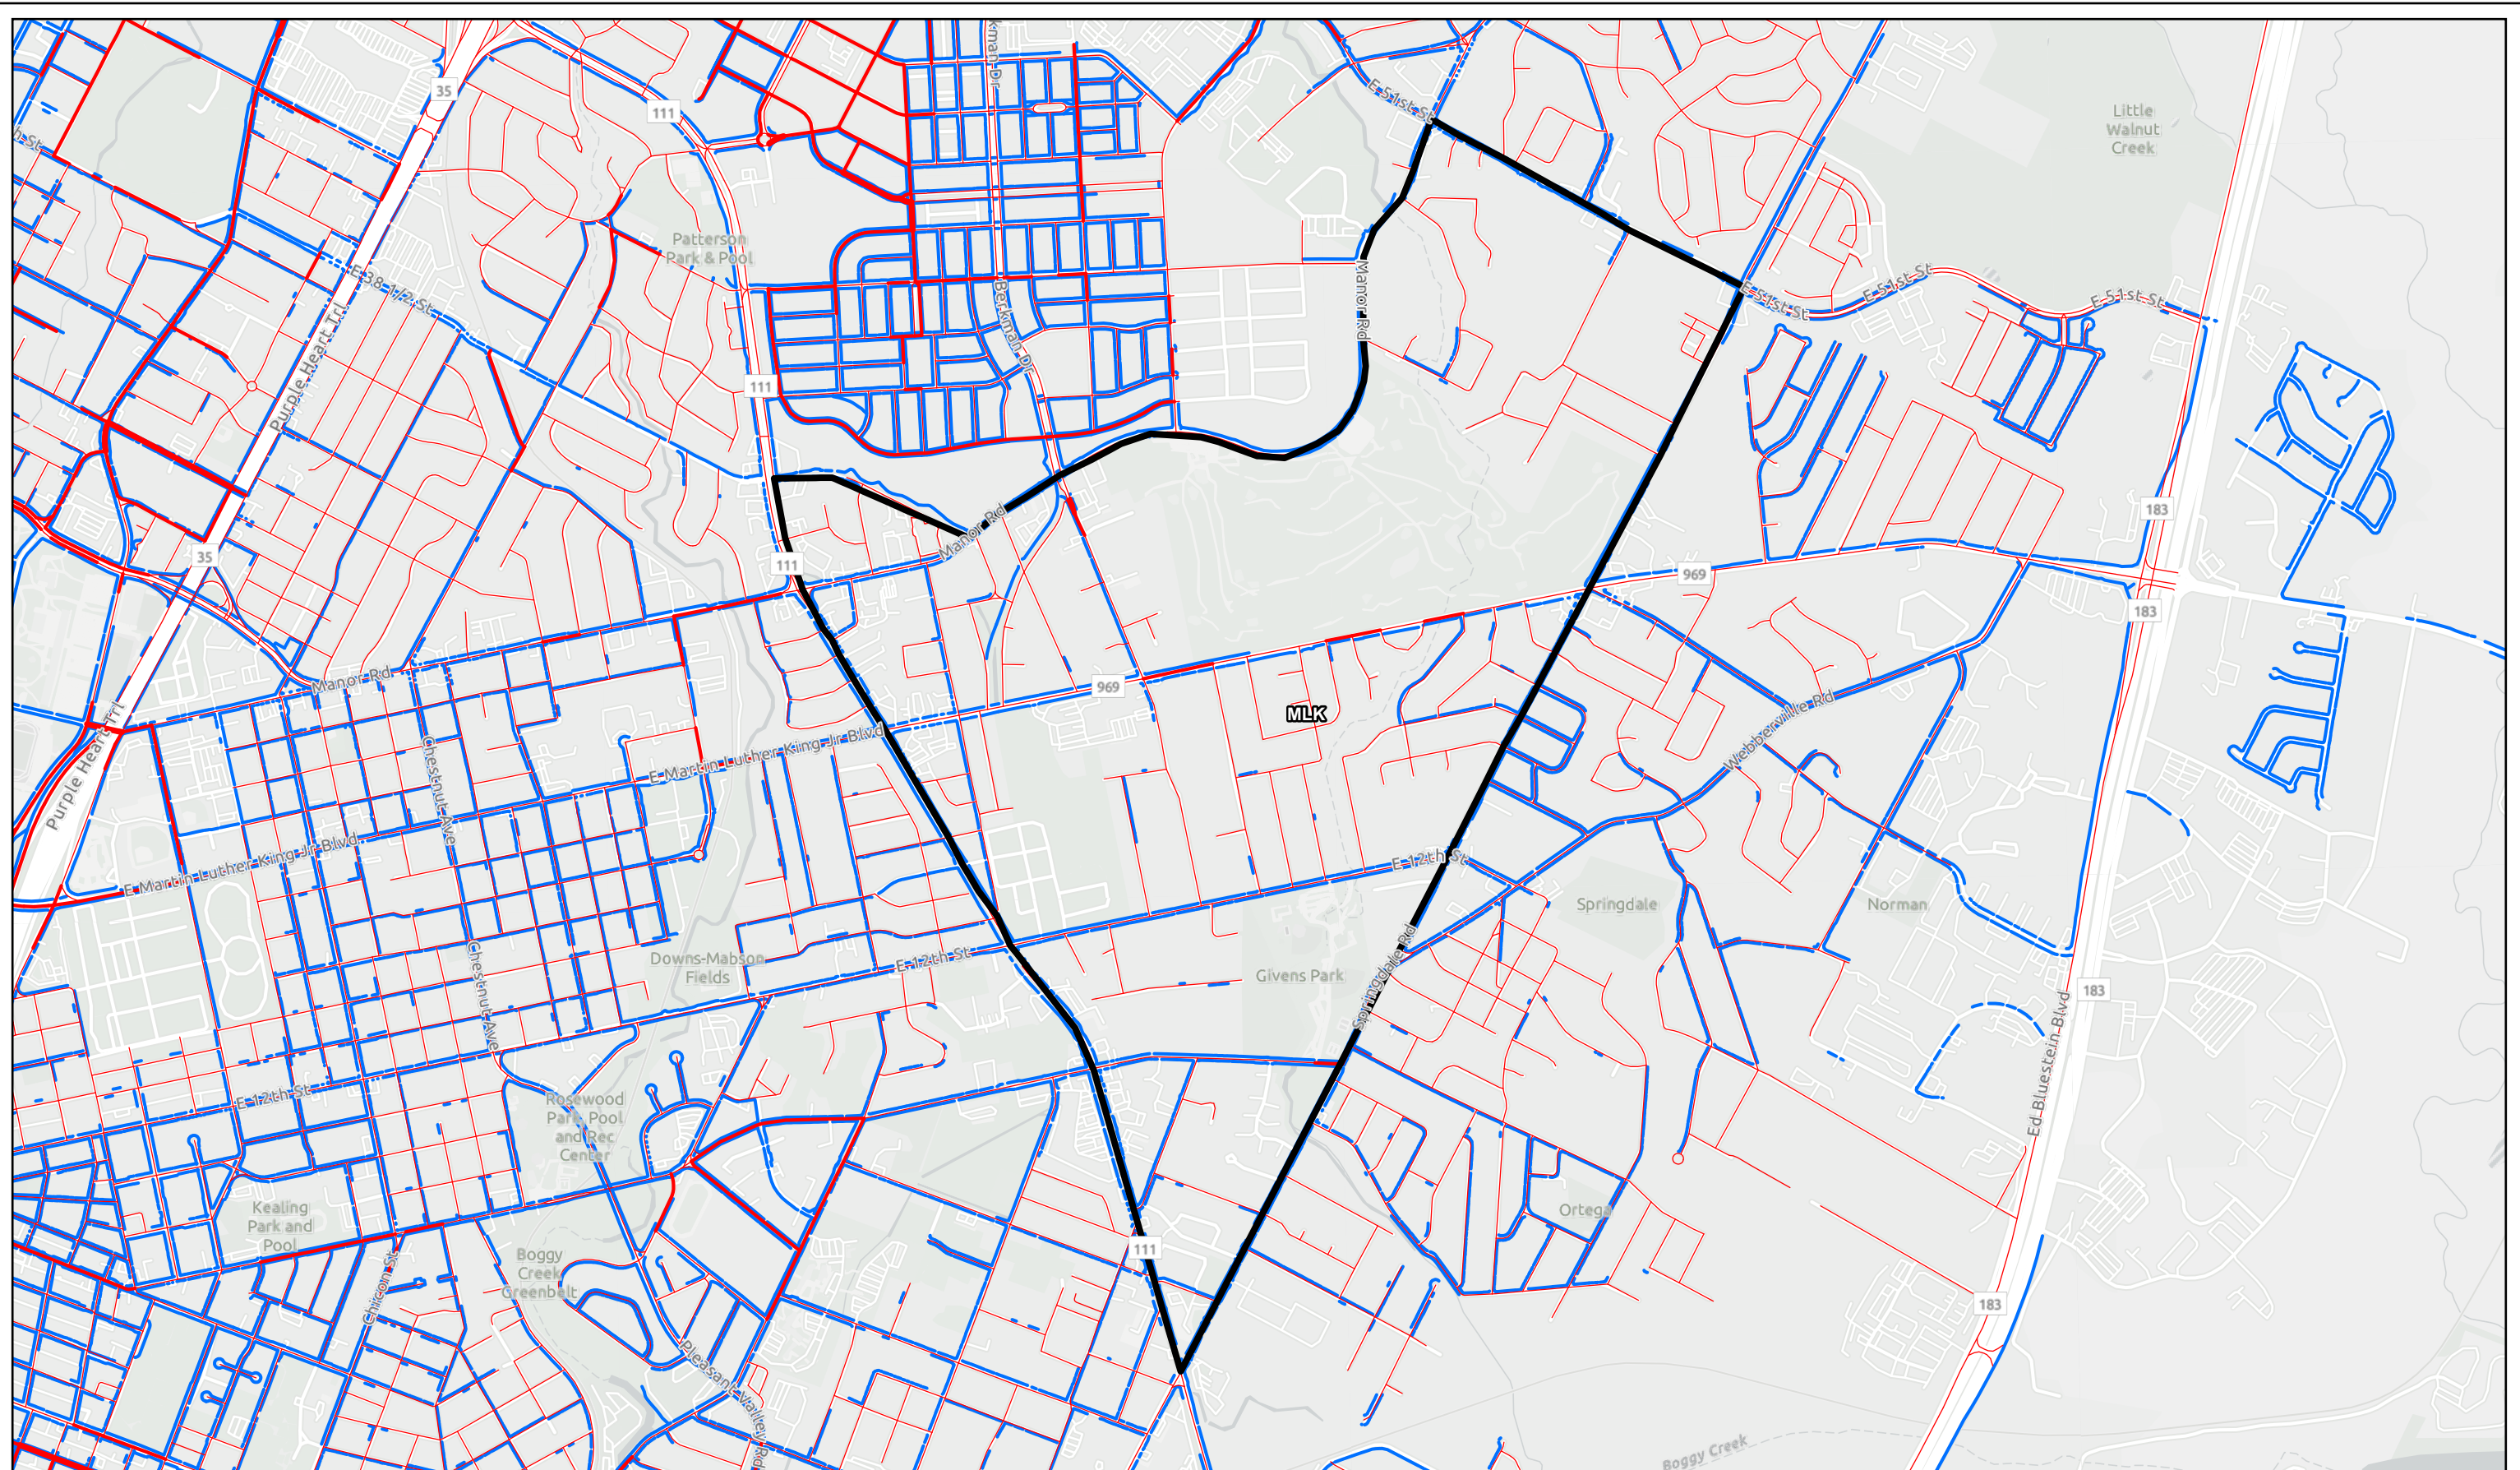 kman Dr
35
111
E 51st St
Little
Walnut
Creek
h St
Patterson
Park & Pool
E 38 1/2 St
Manor Rd
E 51st St
E 51st St
E 51st St
Berkman Dr
Purple Heart Trl
111
183
Manor Rd
35
111
969
183
Manor Rd
969
MLK
Webberville Rd
Purple Heart Trl
Chestnut Ave
E Martin Luther King Jr Blvd
E Martin Luther King Jr Blvd
E 12th St
Springdale
Norman
Downs-Mabson
Fields
E 12th St
Givens Park
Springdale Rd
Chestnut Ave
183
Ed Bluestein Blvd
E 12th St
Rosewood
Park, Pool
and Rec
Center
Kealing
Park and
Pool
Chicon St
Boggy
Creek
Greenbelt
111
Ortega
183
Pleasant Valley Rd
Boggy Creek